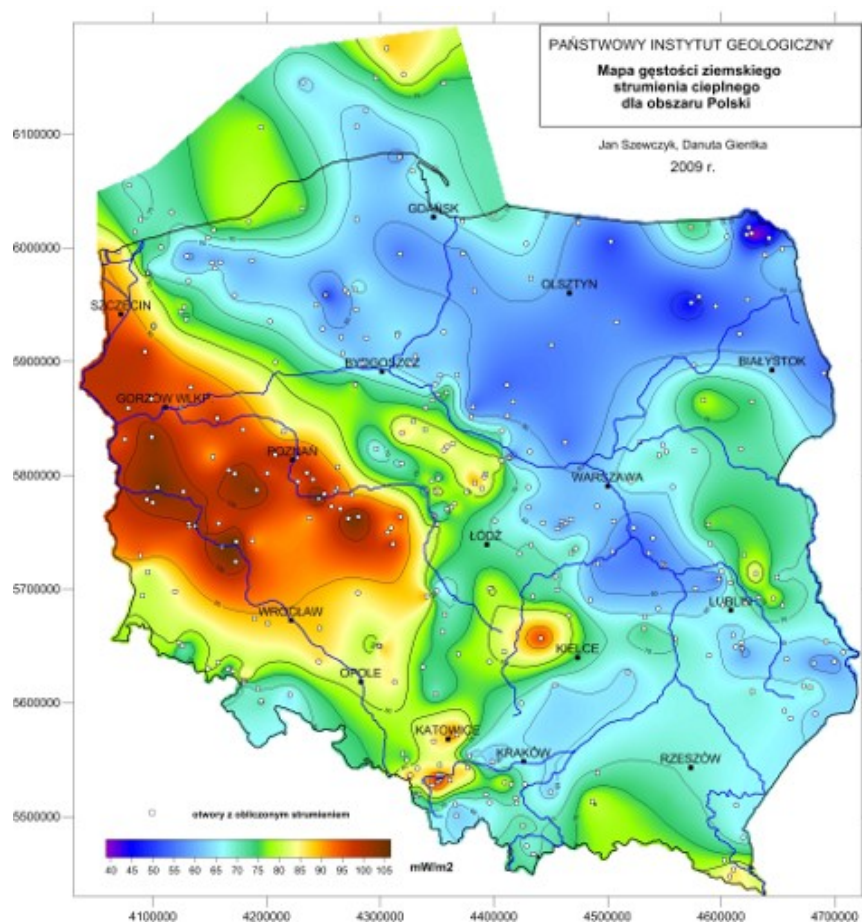 PAŃSTWOWY INSTYTUT GEOLOGICZNY
Mapa gęstości ziemskiego
strumienia cieplnego
dla obszaru Polski
Jan Szewczyk, Danuta Gientka
2009 r.
6100000
6000000
5900000
5800000
5700000
5600000
5500000
GDAŃSK
OLSZTYN
SZCZECIN
BYDGOSZCZ
BIAŁYSTOK
GORZÓW WLKP
POZNAŃ
WARSZAWA
ŁÓDŹ
LUBLIN
WROCŁAW
KIELCE
OPOLE
KATOWICE
KRAKÓW
RZESZÓW
otwory z obliczonym strumieniem
40 45 50 55 60 65 70 75 80 85 90 95 100 105
mW/m2
4100000 4200000 4300000 4400000 4500000 4600000 4700000